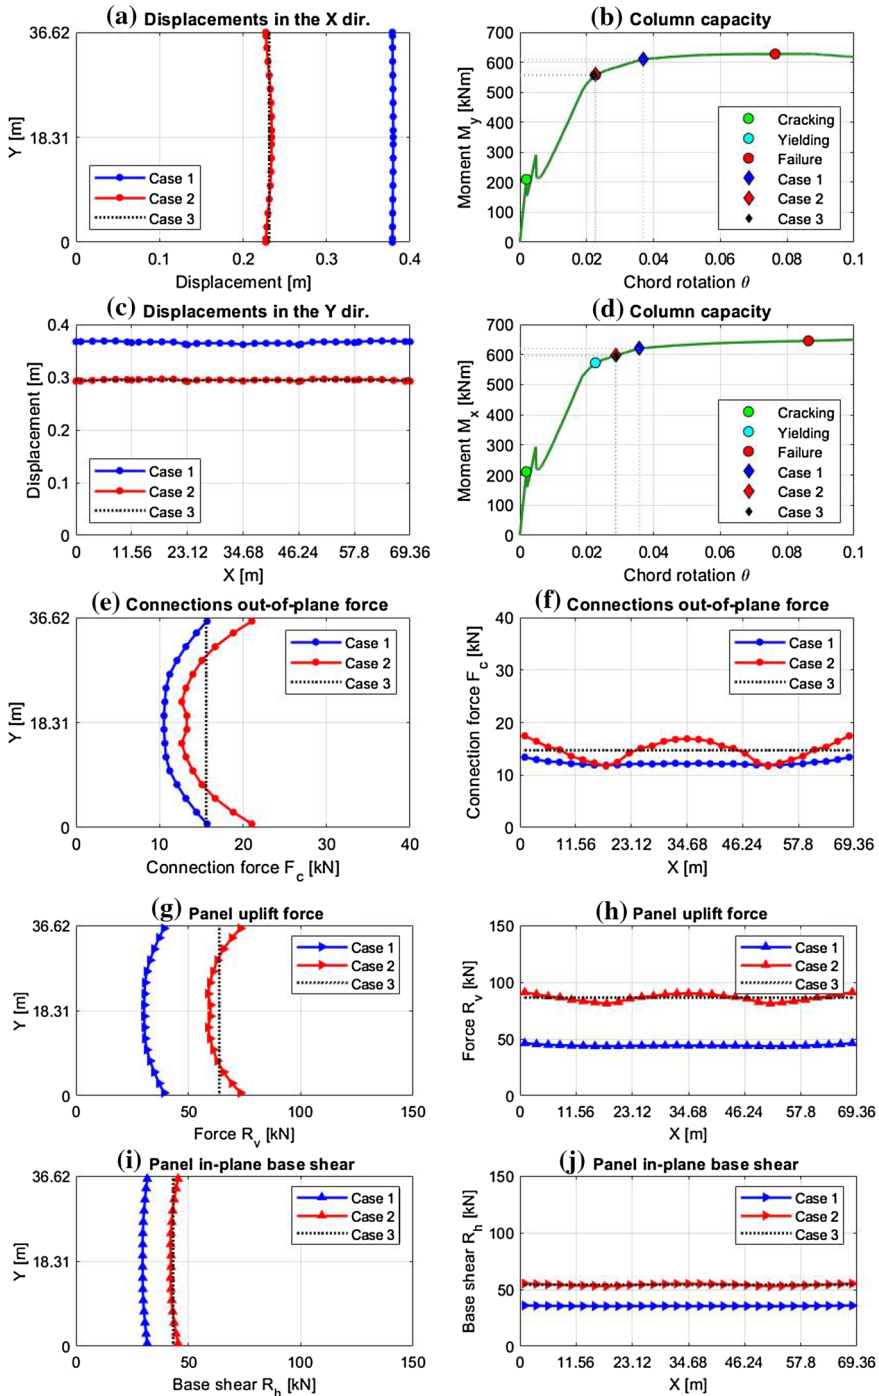 (a) Displacements in the X dir.
36.62
18.31
0
Y [m]
Case 1
Case 2
Case 3
0 0.1 0.2 0.3 0.4
Displacement [m]
(b) Column capacity
700
600
500
400
300
200
100
0
Moment M_y [kNm]
Cracking
Yielding
Failure
Case 1
Case 2
Case 3
0 0.02 0.04 0.06 0.08 0.1
Chord rotation θ
(c) Displacements in the Y dir.
0.4
0.3
0.2
0.1
0
Displacement [m]
Case 1
Case 2
Case 3
0 11.56 23.12 34.68 46.24 57.8 69.36
X [m]
(d) Column capacity
700
600
500
400
300
200
100
0
Moment M_x [kNm]
Cracking
Yielding
Failure
Case 1
Case 2
Case 3
0 0.02 0.04 0.06 0.08 0.1
Chord rotation θ
(e) Connections out-of-plane force
36.62
18.31
0
Y [m]
Case 1
Case 2
Case 3
0 10 20 30 40
Connection force F_c [kN]
(f) Connections out-of-plane force
40
30
20
10
0
Connection force F_c [kN]
Case 1
Case 2
Case 3
0 11.56 23.12 34.68 46.24 57.8 69.36
X [m]
(g) Panel uplift force
36.62
18.31
0
Y [m]
Case 1
Case 2
Case 3
0 50 100 150
Force R_v [kN]
(h) Panel uplift force
150
100
50
0
Force R_v [kN]
Case 1
Case 2
Case 3
0 11.56 23.12 34.68 46.24 57.8 69.36
X [m]
(i) Panel in-plane base shear
36.62
18.31
0
Y [m]
Case 1
Case 2
Case 3
0 50 100 150
Base shear R_h [kN]
(j) Panel in-plane base shear
150
100
50
0
Base shear R_h [kN]
Case 1
Case 2
Case 3
0 11.56 23.12 34.68 46.24 57.8 69.36
X [m]